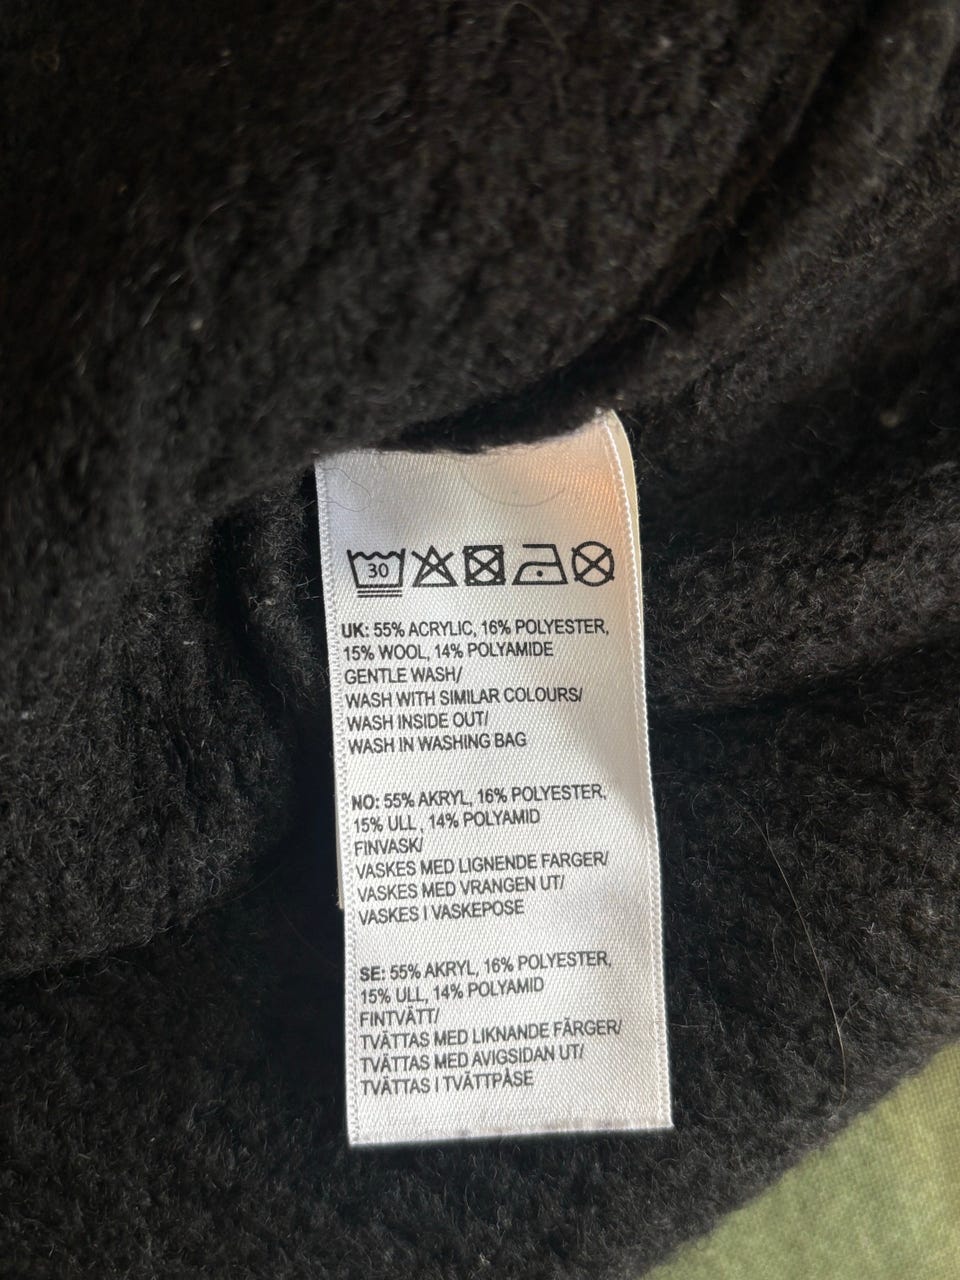 30
UK: 55% ACRYLIC, 16% POLYESTER,
15% WOOL, 14% POLYAMIDE
GENTLE WASH/
WASH WITH SIMILAR COLOURS/
WASH INSIDE OUT/
WASH IN WASHING BAG
NO: 55% AKRYL, 16% POLYESTER,
15% ULL , 14% POLYAMID
FINVASK/
VASKES MED LIGNENDE FARGER/
VASKES MED VRANGEN UT/
VASKES I VASKEPOSE
SE: 55% AKRYL, 16% POLYESTER,
15% ULL, 14% POLYAMID
FINTVÄTT/
TVÄTTAS MED LIKNANDE FÄRGER/
TVÄTTAS MED AVIGSIDAN UT/
TVÄTTAS I TVÄTTPÅSE